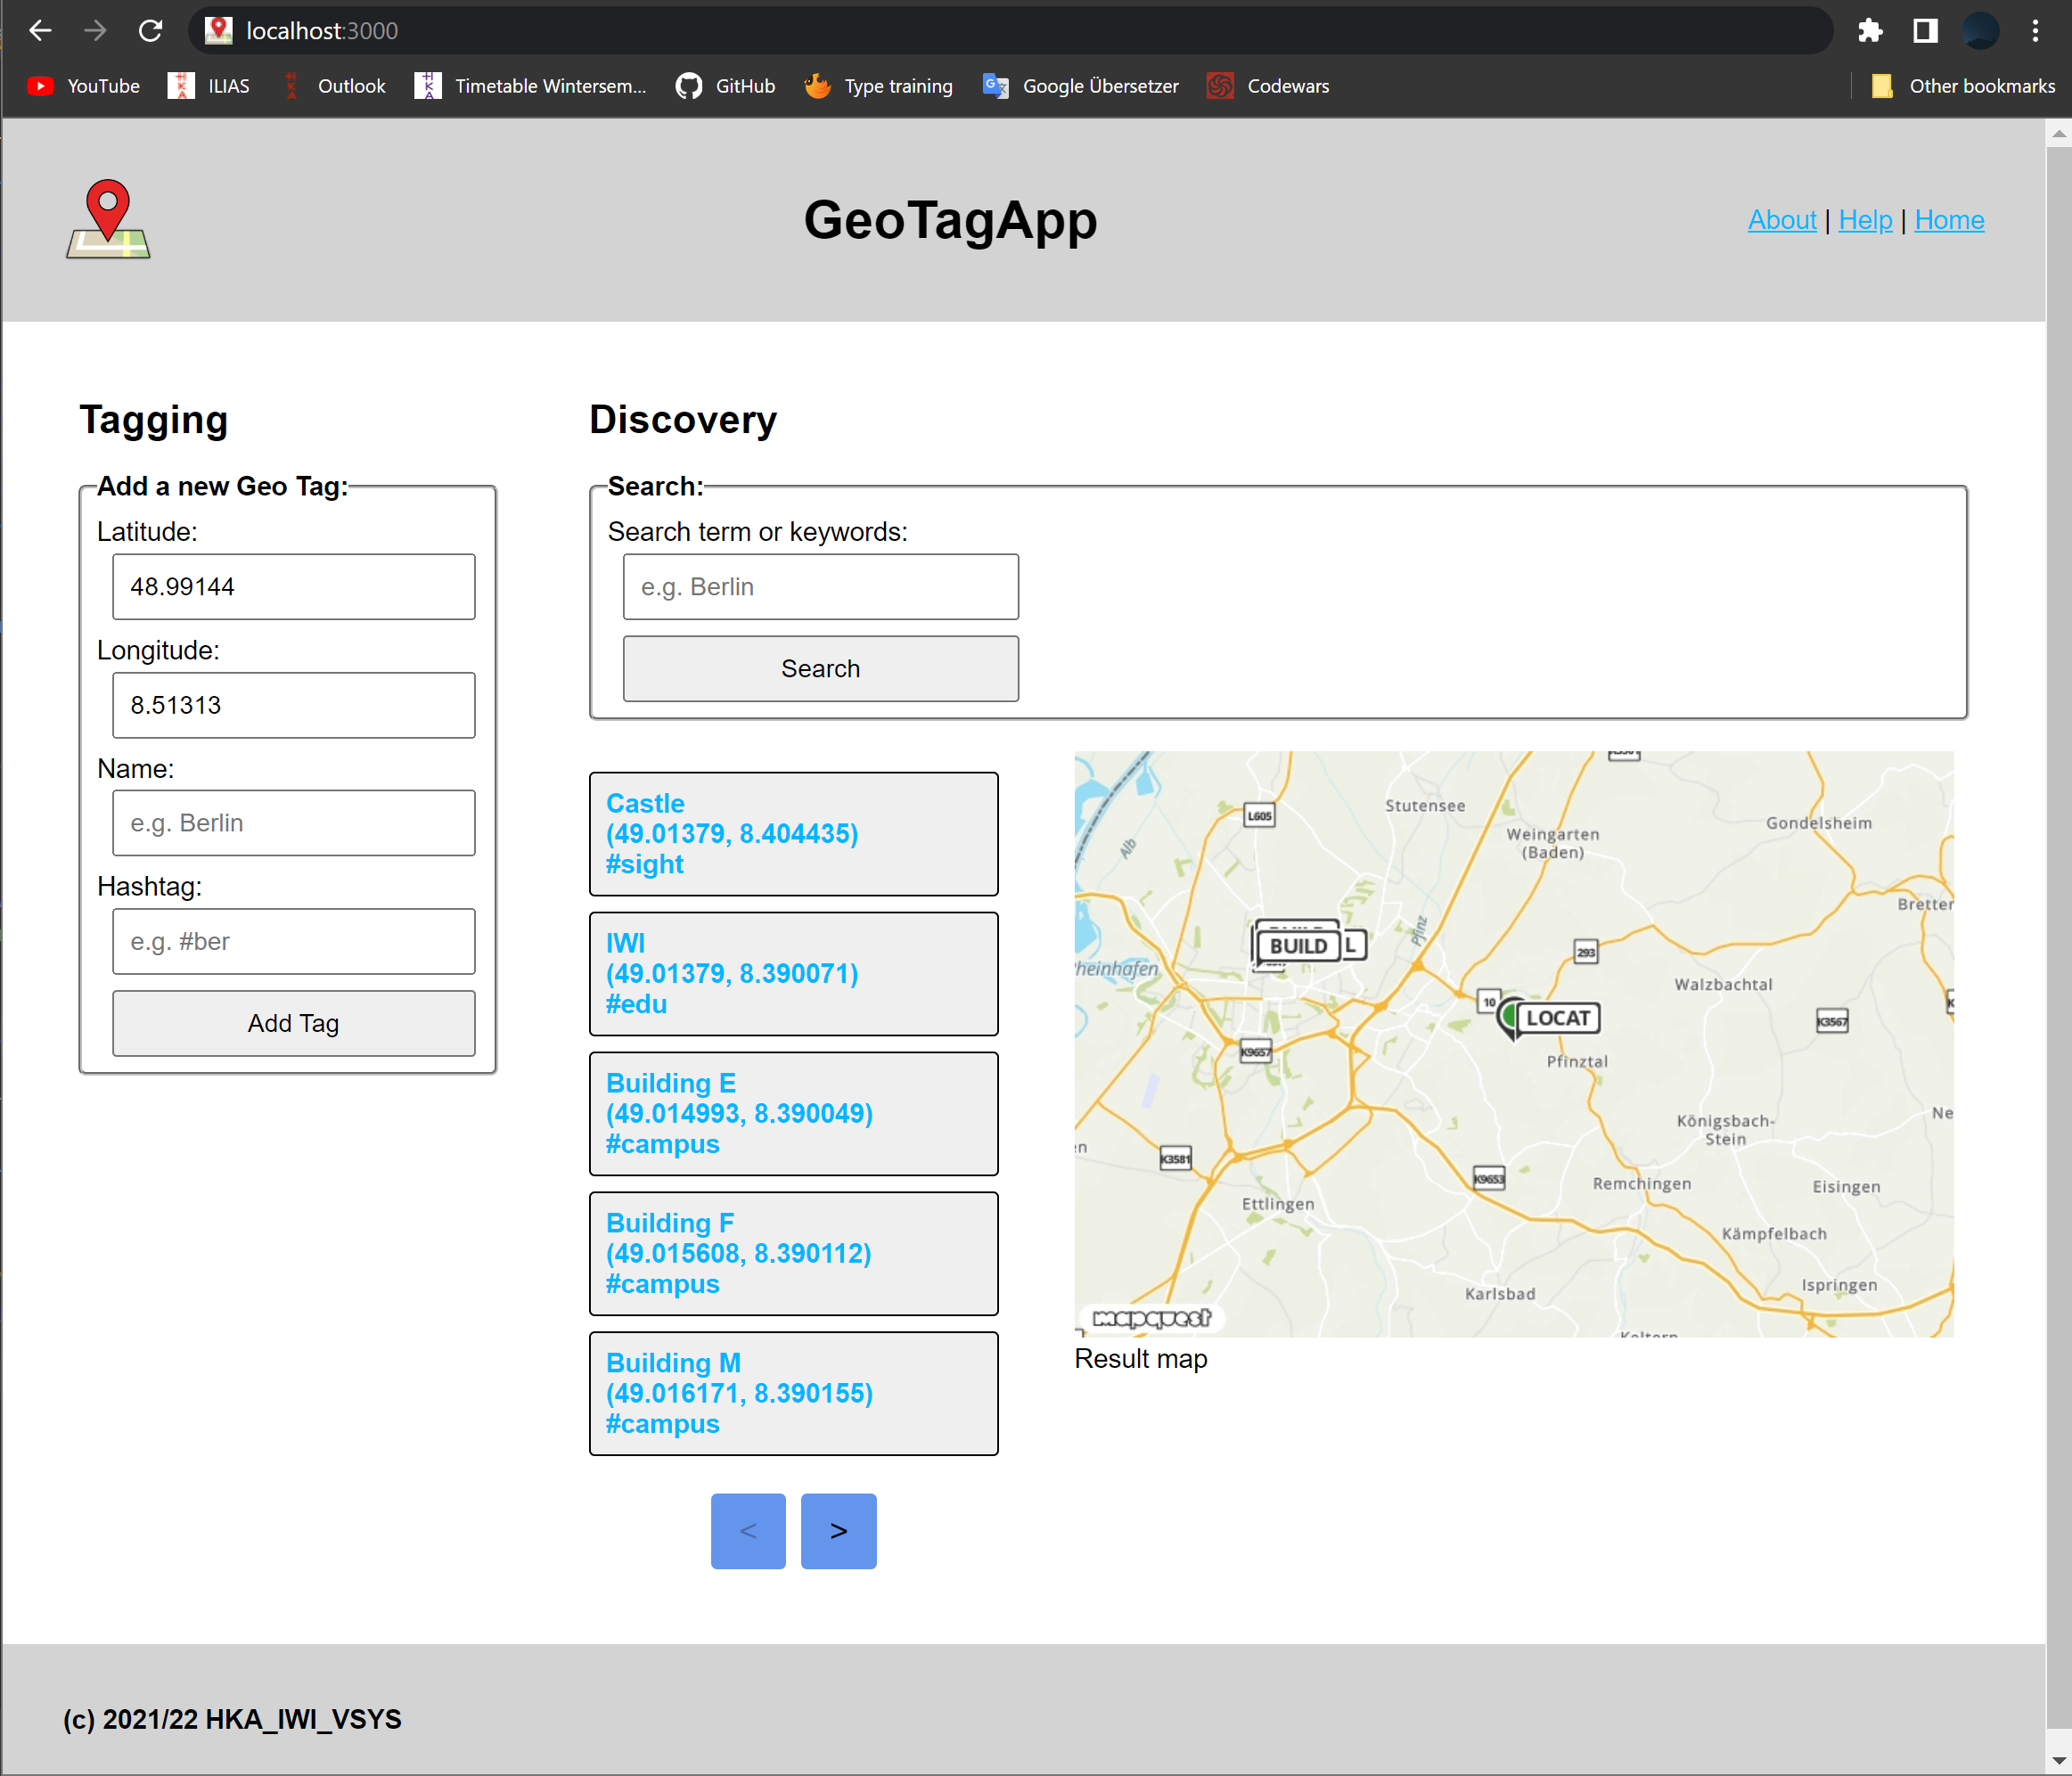 localhost:3000
YouTube
ILIAS
Outlook
Timetable Wintersem...
GitHub
Type training
Google Übersetzer
Codewars
Other bookmarks
GeoTagApp
About | Help | Home
Tagging
Add a new Geo Tag:
Latitude:
48.99144
Longitude:
8.51313
Name:
e.g. Berlin
Hashtag:
e.g. #ber
Add Tag
Discovery
Search:
Search term or keywords:
e.g. Berlin
Search
Castle
(49.01379, 8.404435)
#sight
IWI
(49.01379, 8.390071)
#edu
Building E
(49.014993, 8.390049)
#campus
Building F
(49.015608, 8.390112)
#campus
Building M
(49.016171, 8.390155)
#campus
<
>
Stutensee
L605
Weingarten
(Baden)
Gondelsheim
Alb
Bretter
Pfinz
BUILD
L
293
heinhafen
Walzbachtal
10
LOCAT
K3567
K9657
Pfinztal
Königsbach-
Stein
Ne
K3581
K9653
Remchingen
Eisingen
Ettlingen
Kämpfelbach
Ispringen
Karlsbad
mapquest
Result map
(c) 2021/22 HKA_IWI_VSYS